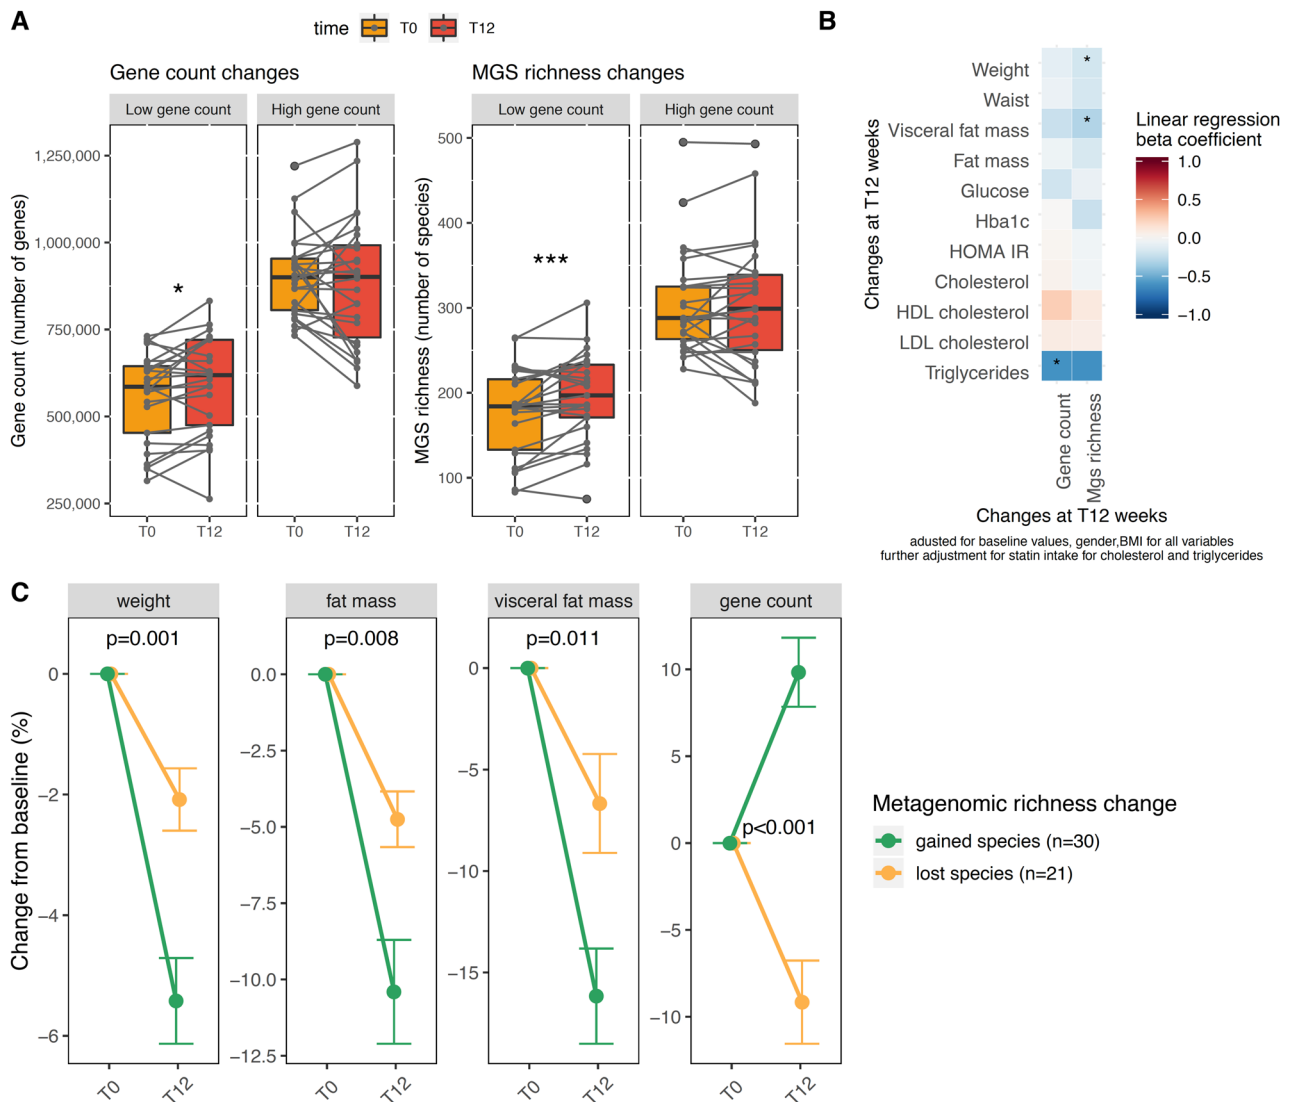 A
time T0 T12
Gene count changes
Low gene count High gene count
Gene count (number of genes)
1,250,000
1,000,000
750,000
500,000
250,000
*
T0 T12 T0 T12
MGS richness changes
Low gene count High gene count
MGS richness (number of species)
500
400
300
200
100
***
T0 T12 T0 T12
B
Changes at T12 weeks
Weight
Waist
Visceral fat mass
Fat mass
Glucose
Hba1c
HOMA IR
Cholesterol
HDL cholesterol
LDL cholesterol
Triglycerides
*
*
*
Gene count
Mgs richness
Changes at T12 weeks
adusted for baseline values, gender,BMI for all variables
further adjustment for statin intake for cholesterol and triglycerides
Linear regression
beta coefficient
1.0
0.5
0.0
−0.5
−1.0
C
Change from baseline (%)
weight
p=0.001
0
−2
−4
−6
T0 T12
fat mass
p=0.008
0.0
−2.5
−5.0
−7.5
−10.0
−12.5
T0 T12
visceral fat mass
p=0.011
0
−5
−10
−15
T0 T12
gene count
10
5
0
−5
−10
p<0.001
T0 T12
Metagenomic richness change
gained species (n=30)
lost species (n=21)